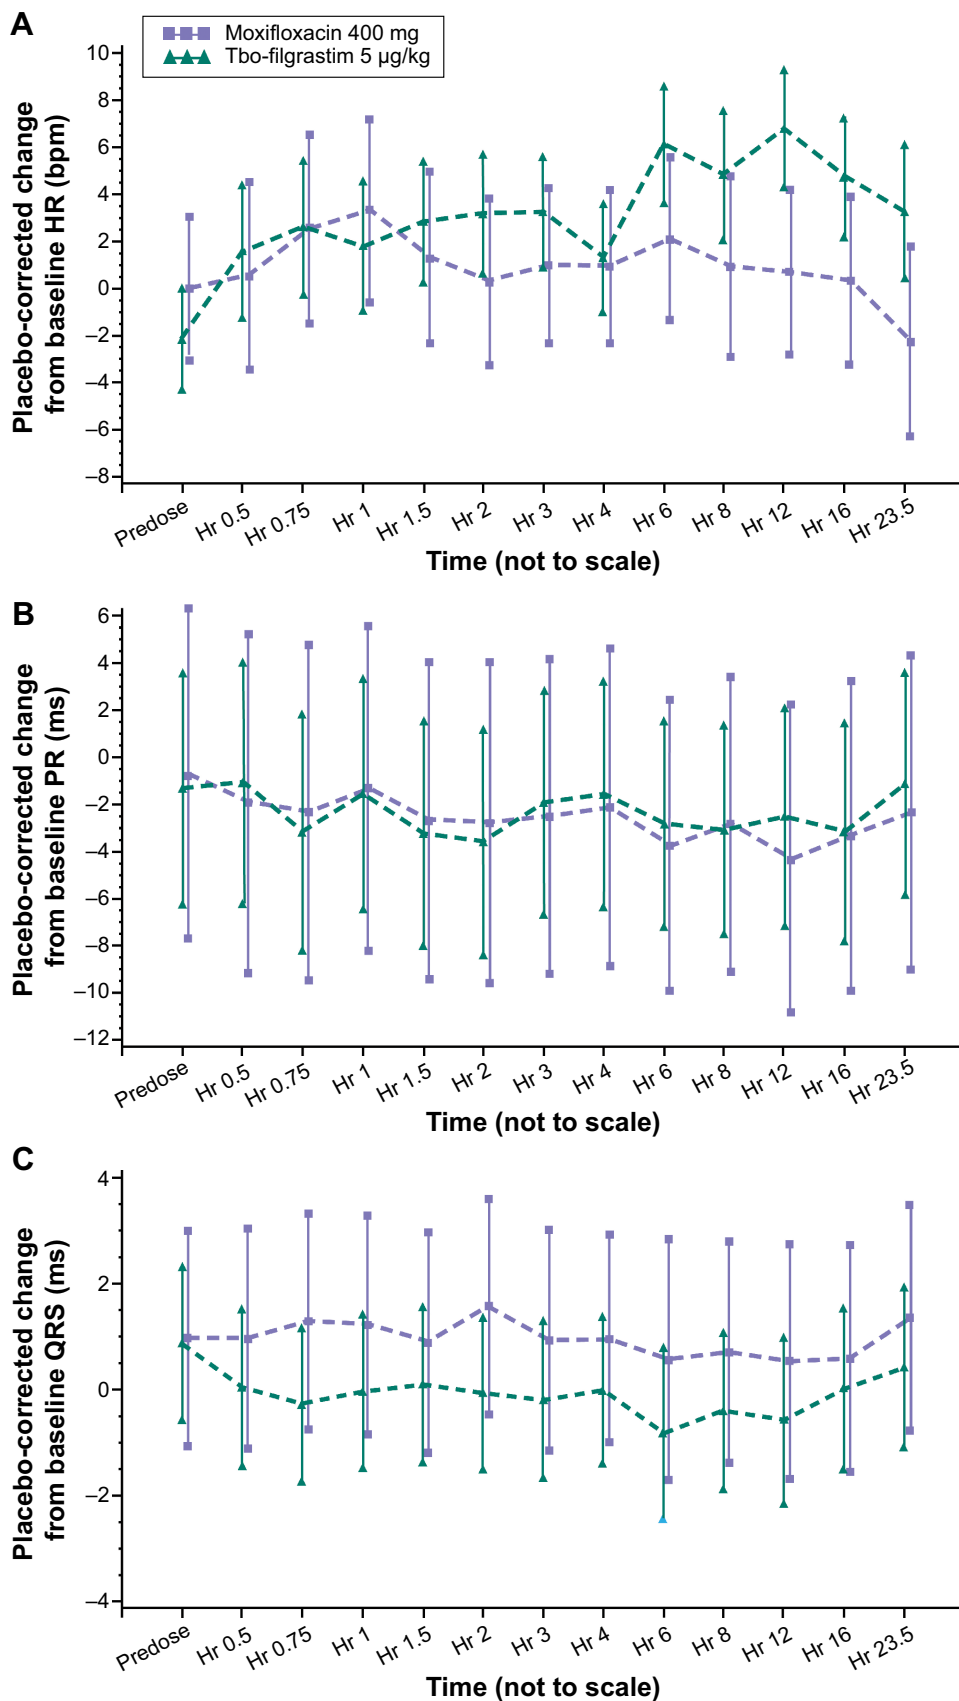 A
Moxifloxacin 400 mg
Tbo-filgrastim 5 µg/kg
Placebo-corrected change
from baseline HR (bpm)
10
8
6
4
2
0
–2
–4
–6
–8
Predose
Hr 0.5
Hr 0.75
Hr 1
Hr 1.5
Hr 2
Hr 3
Hr 4
Hr 6
Hr 8
Hr 12
Hr 16
Hr 23.5
Time (not to scale)
B
Placebo-corrected change
from baseline PR (ms)
6
4
2
0
–2
–4
–6
–8
–10
–12
Predose
Hr 0.5
Hr 0.75
Hr 1
Hr 1.5
Hr 2
Hr 3
Hr 4
Hr 6
Hr 8
Hr 12
Hr 16
Hr 23.5
Time (not to scale)
C
Placebo-corrected change
from baseline QRS (ms)
4
2
0
–2
–4
Predose
Hr 0.5
Hr 0.75
Hr 1
Hr 1.5
Hr 2
Hr 3
Hr 4
Hr 6
Hr 8
Hr 12
Hr 16
Hr 23.5
Time (not to scale)